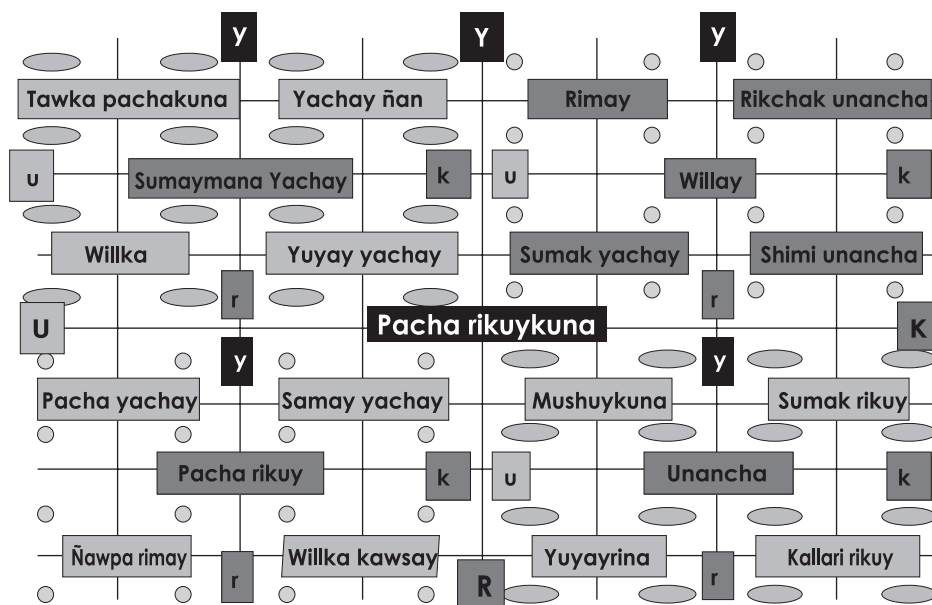 y Y y
Tawka pachakuna Yachay ñan Rimay Rikchak unancha
u Sumaymana Yachay k u Willay k
Willka Yuyay yachay Sumak yachay Shimi unancha
r r
U Pacha rikuykuna K
y y
Pacha yachay Samay yachay Mushuykuna Sumak rikuy
Pacha rikuy k u Unancha k
Ñawpa rimay Willka kawsay Yuyayrina Kallari rikuy
r R r